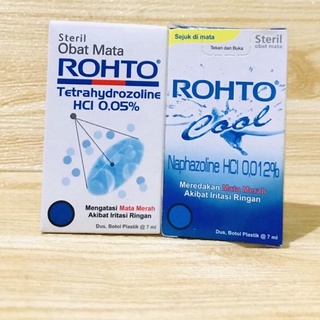 Steril
Obat Mata
ROHTO®
Tetrahydrozoline
HCl 0.05%
Mengatasi Mata Merah
Akibat Iritasi Ringan
Dus, Botol Plastik @ 7 ml
Sejuk di mata
Tekan dan Buka
Steril
obat mata
ROHTO®
Cool
Naphazoline HCl 0,012%
Meredakan Mata Merah
Akibat Iritasi Ringan
Dus, Botol Plastik @ 7 ml